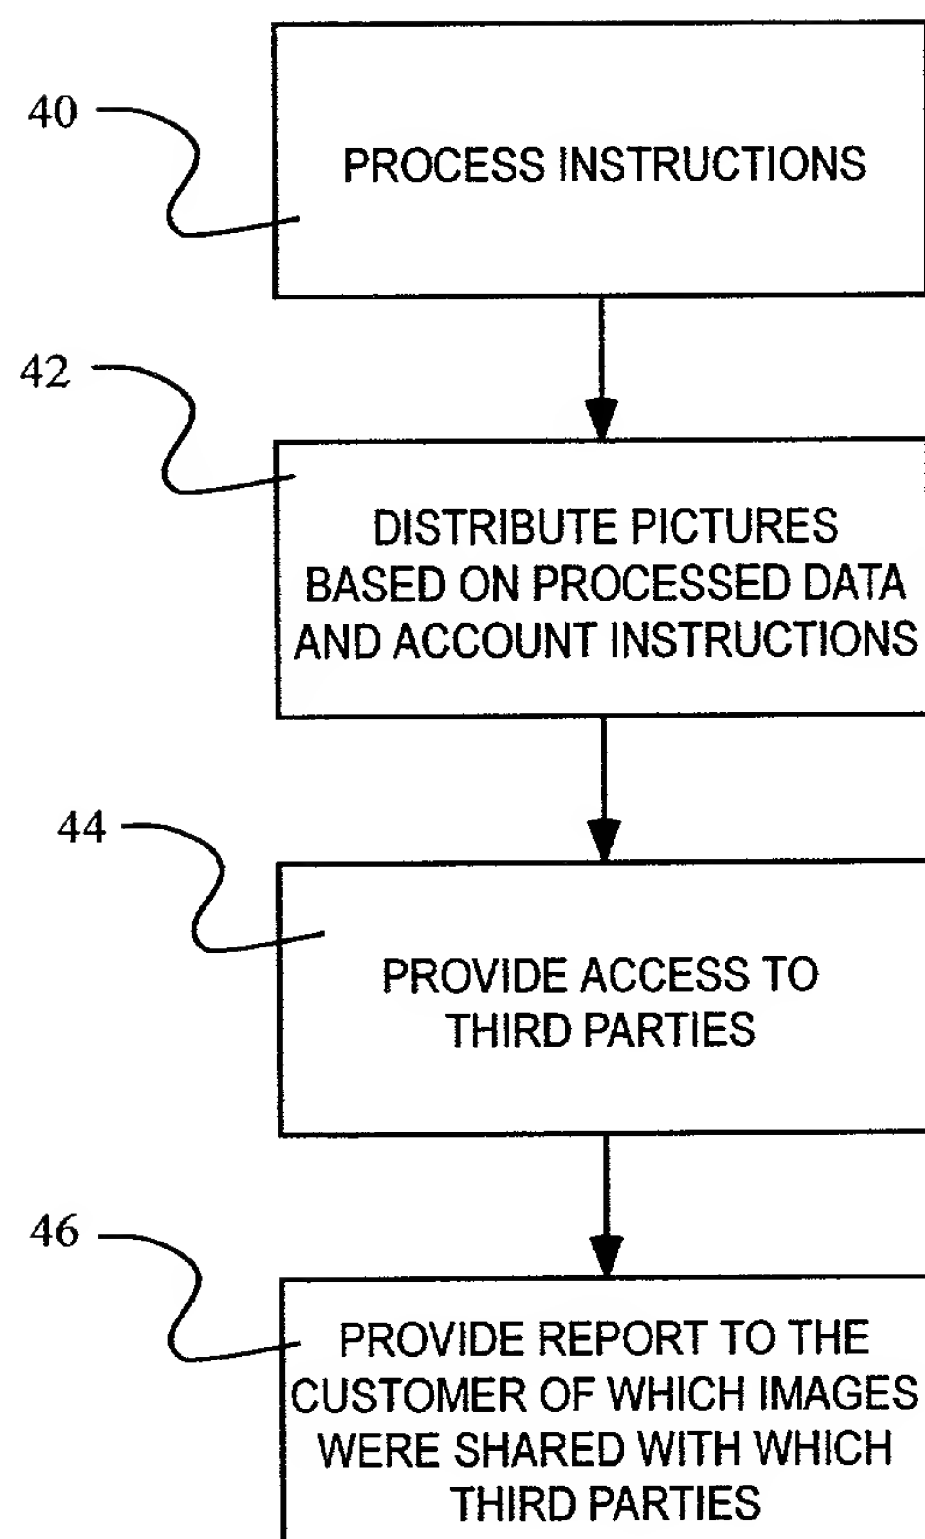 40
PROCESS INSTRUCTIONS
42
DISTRIBUTE PICTURES
BASED ON PROCESSED DATA
AND ACCOUNT INSTRUCTIONS
44
PROVIDE ACCESS TO
THIRD PARTIES
46
PROVIDE REPORT TO THE
CUSTOMER OF WHICH IMAGES
WERE SHARED WITH WHICH
THIRD PARTIES